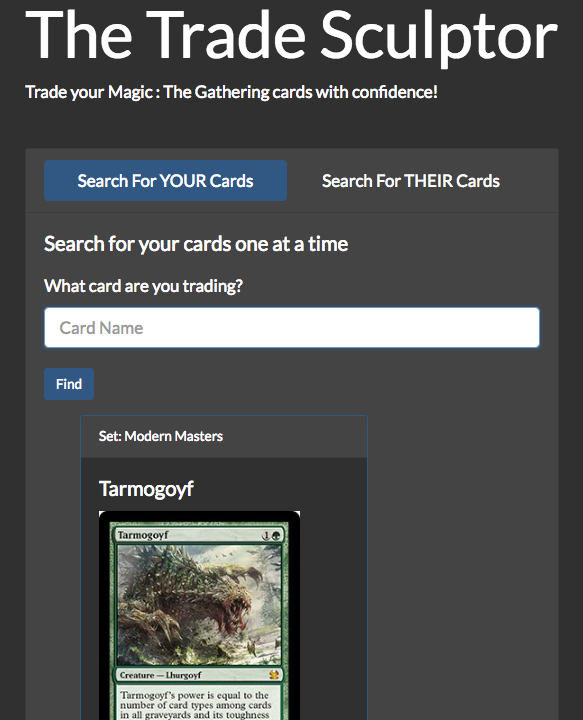 The Trade Sculptor
Trade your Magic : The Gathering cards with confidence!
Search For YOUR Cards
Search For THEIR Cards
Search for your cards one at a time
What card are you trading?
Card Name
Find
Set: Modern Masters
Tarmogoyf
Tarmogoyf 1
Creature — Lhurgoyf
Tarmogoyf's power is equal to the
number of card types among cards
in all graveyards and its toughness